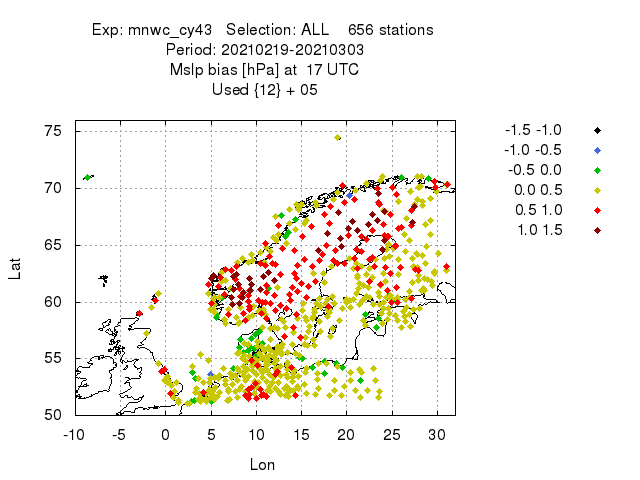 Exp: mnwc_cy43   Selection: ALL    656 stations
Period: 20210219-20210303
Mslp bias [hPa] at  17 UTC
Used {12} + 05
-1.5 -1.0
-1.0 -0.5
-0.5 0.0
0.0 0.5
0.5 1.0
1.0 1.5
75
70
65
60
55
50
Lat
-10 -5 0 5 10 15 20 25 30
Lon